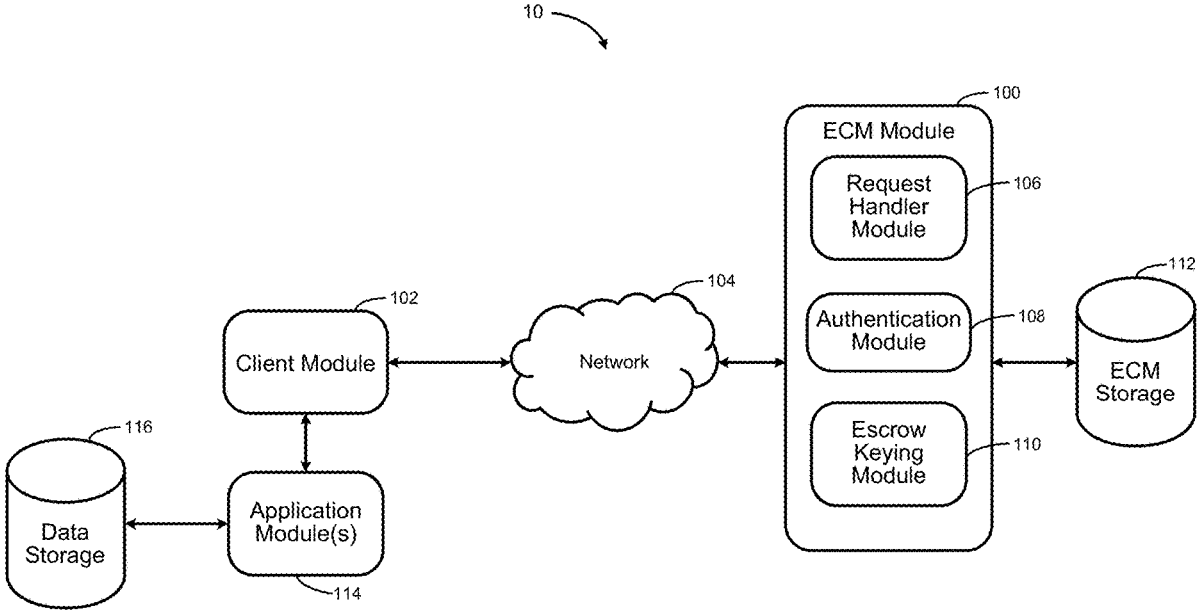 10
100
ECM Module
Request
Handler
Module
106
112
104
102
Authentication
Module
108
Client Module
Network
ECM
Storage
116
Escrow
Keying
Module
110
Application
Module(s)
Data
Storage
114